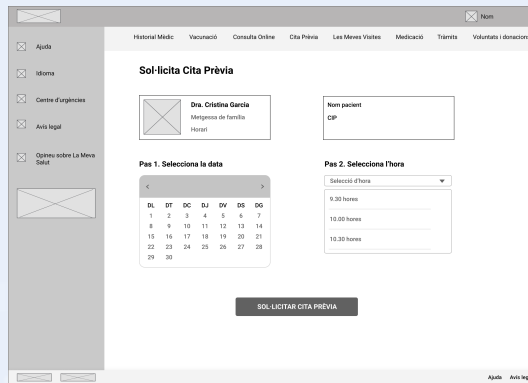 Nom
Historial Mèdic Vacunació Consulta Online Cita Prèvia Les Meves Visites Medicació Tràmits Voluntats i donacions
Ajuda
Idioma
Centre d'urgències
Avís legal
Opineu sobre La Meva
Salut
Sol·licita Cita Prèvia
Dra. Cristina Garcia
Metgessa de família
Horari
Nom pacient
CIP
Pas 1. Selecciona la data
< >
DL DT DC DJ DV DS DG
1 2 3 4 5 6 7
8 9 10 11 12 13 14
15 16 17 18 19 20 21
22 23 24 25 26 27 28
29 30
Pas 2. Selecciona l'hora
Selecció d'hora
9.30 hores
10.00 hores
10.30 hores
SOL·LICITAR CITA PRÈVIA
Ajuda Avís leg